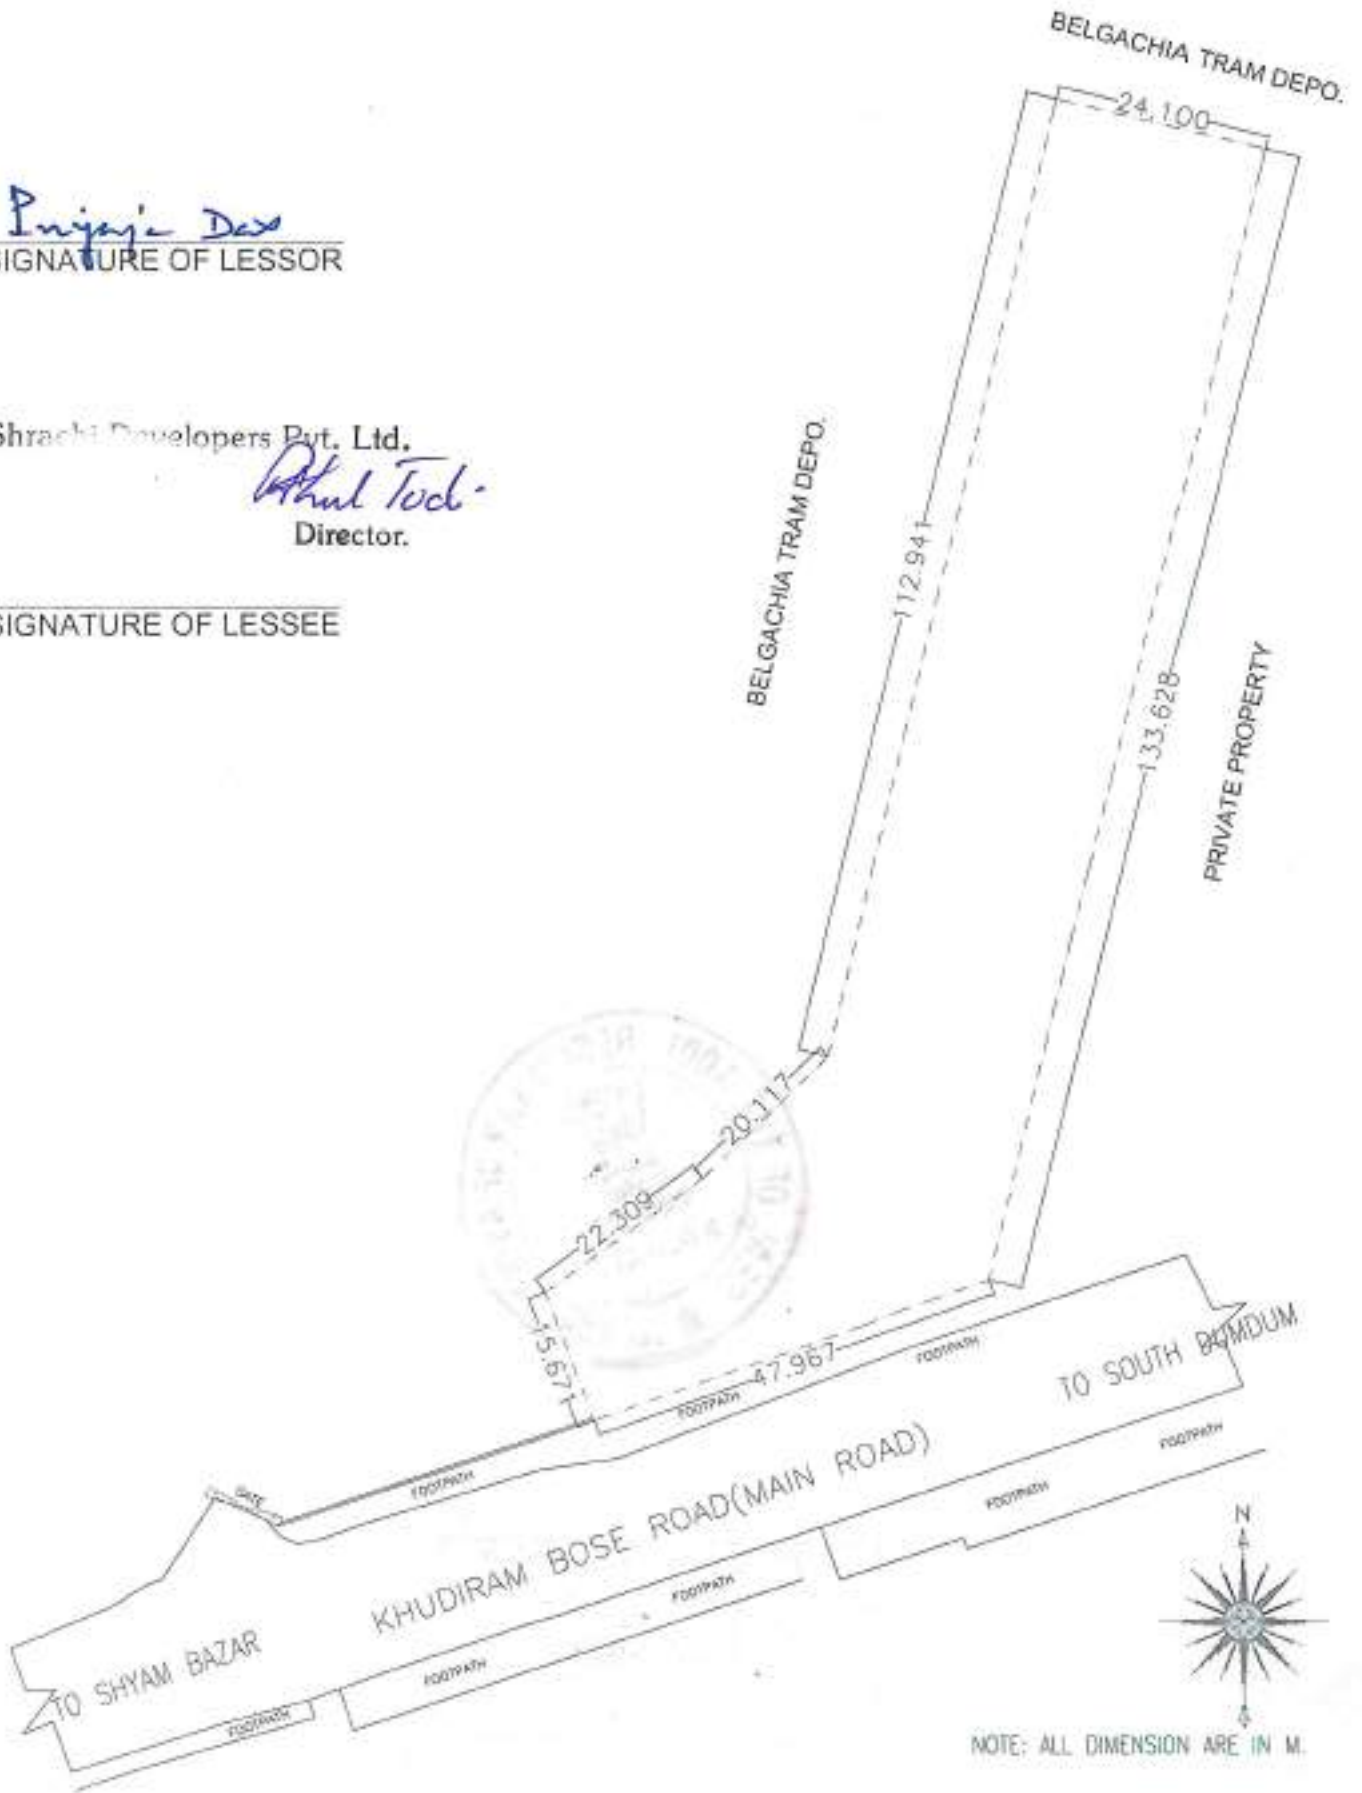 BELGACHIA TRAM DEPO.
24.100
SIGNATURE OF LESSOR
Shrachi Developers Pvt. Ltd.
Director.
SIGNATURE OF LESSEE
BELGACHIA TRAM DEPO.
112.941
133.628
PRIVATE PROPERTY
20.117
22.309
15.671
47.967
FOOTPATH
FOOTPATH
TO SOUTH DUMDUM
FOOTPATH
GATE
FOOTPATH
KHUDIRAM BOSE ROAD(MAIN ROAD)
FOOTPATH
FOOTPATH
TO SHYAM BAZAR
FOOTPATH
FOOTPATH
N
NOTE: ALL DIMENSION ARE IN M.